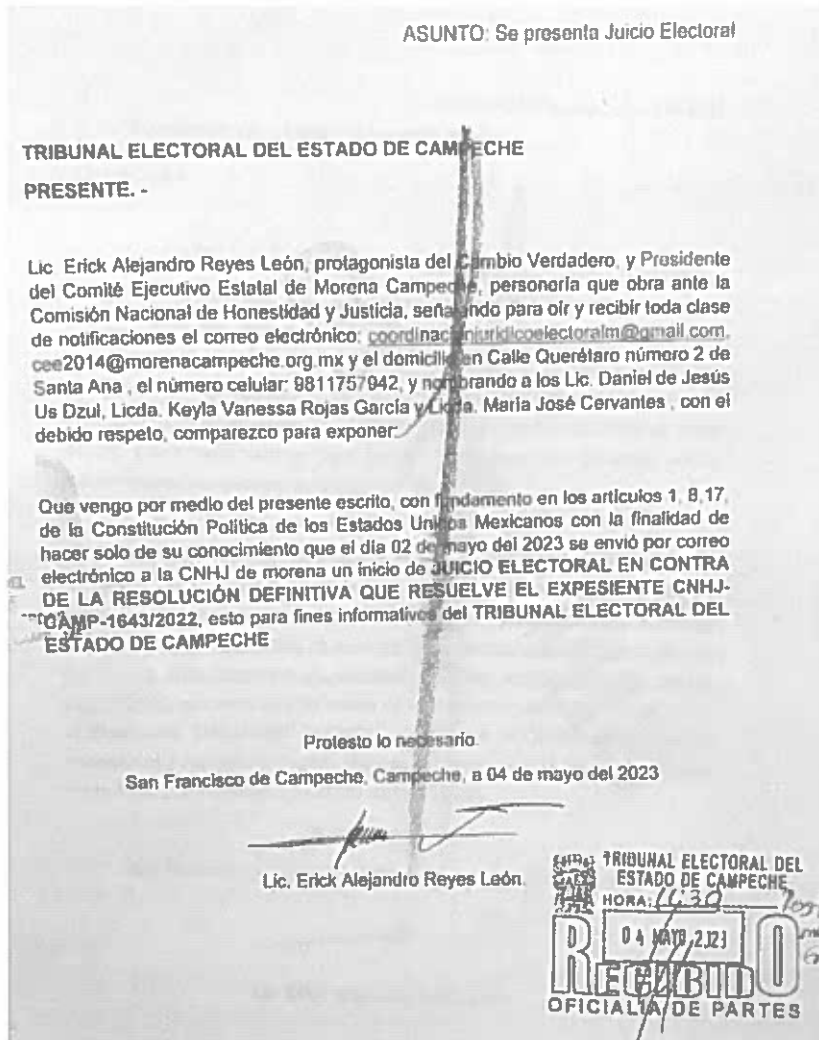 ASUNTO: Se presenta Juicio Electoral
TRIBUNAL ELECTORAL DEL ESTADO DE CAMPECHE
PRESENTE. -
Lic. Erick Alejandro Reyes León, protagonista del Cambio Verdadero, y Presidente
del Comité Ejecutivo Estatal de Morena Campeche, personería que obra ante la
Comisión Nacional de Honestidad y Justicia, señalando para oír y recibir toda clase
de notificaciones el correo electrónico: coordinacionjuridicoelectoralm@gmail.com,
cee2014@morenacampeche.org.mx y el domicilio en Calle Querétaro número 2 de
Santa Ana , el número celular: 9811757942, y nombrando a los Lic. Daniel de Jesús
Us Dzul, Licda. Keyla Vanessa Rojas García y Licda. Maria José Cervantes , con el
debido respeto, comparezco para exponer:
Que vengo por medio del presente escrito, con fundamento en los artículos 1, 8,17,
de la Constitución Política de los Estados Unidos Mexicanos con la finalidad de
hacer solo de su conocimiento que el día 02 de mayo del 2023 se envió por correo
electrónico a la CNHJ de morena un inicio de JUICIO ELECTORAL EN CONTRA
DE LA RESOLUCIÓN DEFINITIVA QUE RESUELVE EL EXPESIENTE CNHJ-
CAMP-1643/2022, esto para fines informativos del TRIBUNAL ELECTORAL DEL
ESTADO DE CAMPECHE
Protesto lo necesario.
San Francisco de Campeche, Campeche, a 04 de mayo del 2023
Lic. Erick Alejandro Reyes León.
TRIBUNAL ELECTORAL DEL
ESTADO DE CAMPECHE
HORA:
04 MAYO 2023
RECIBIDO
OFICIALIA DE PARTES